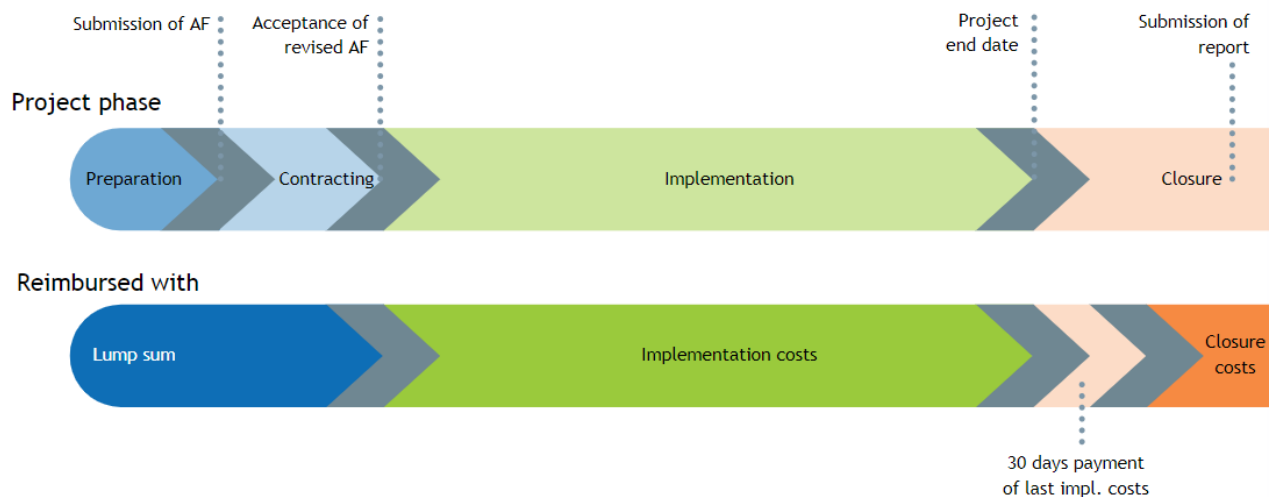 Submission of AF
Acceptance of
revised AF
Project
end date
Submission of
report
Project phase
Preparation
Contracting
Implementation
Closure
Reimbursed with
Lump sum
Implementation costs
Closure
costs
30 days payment
of last impl. costs